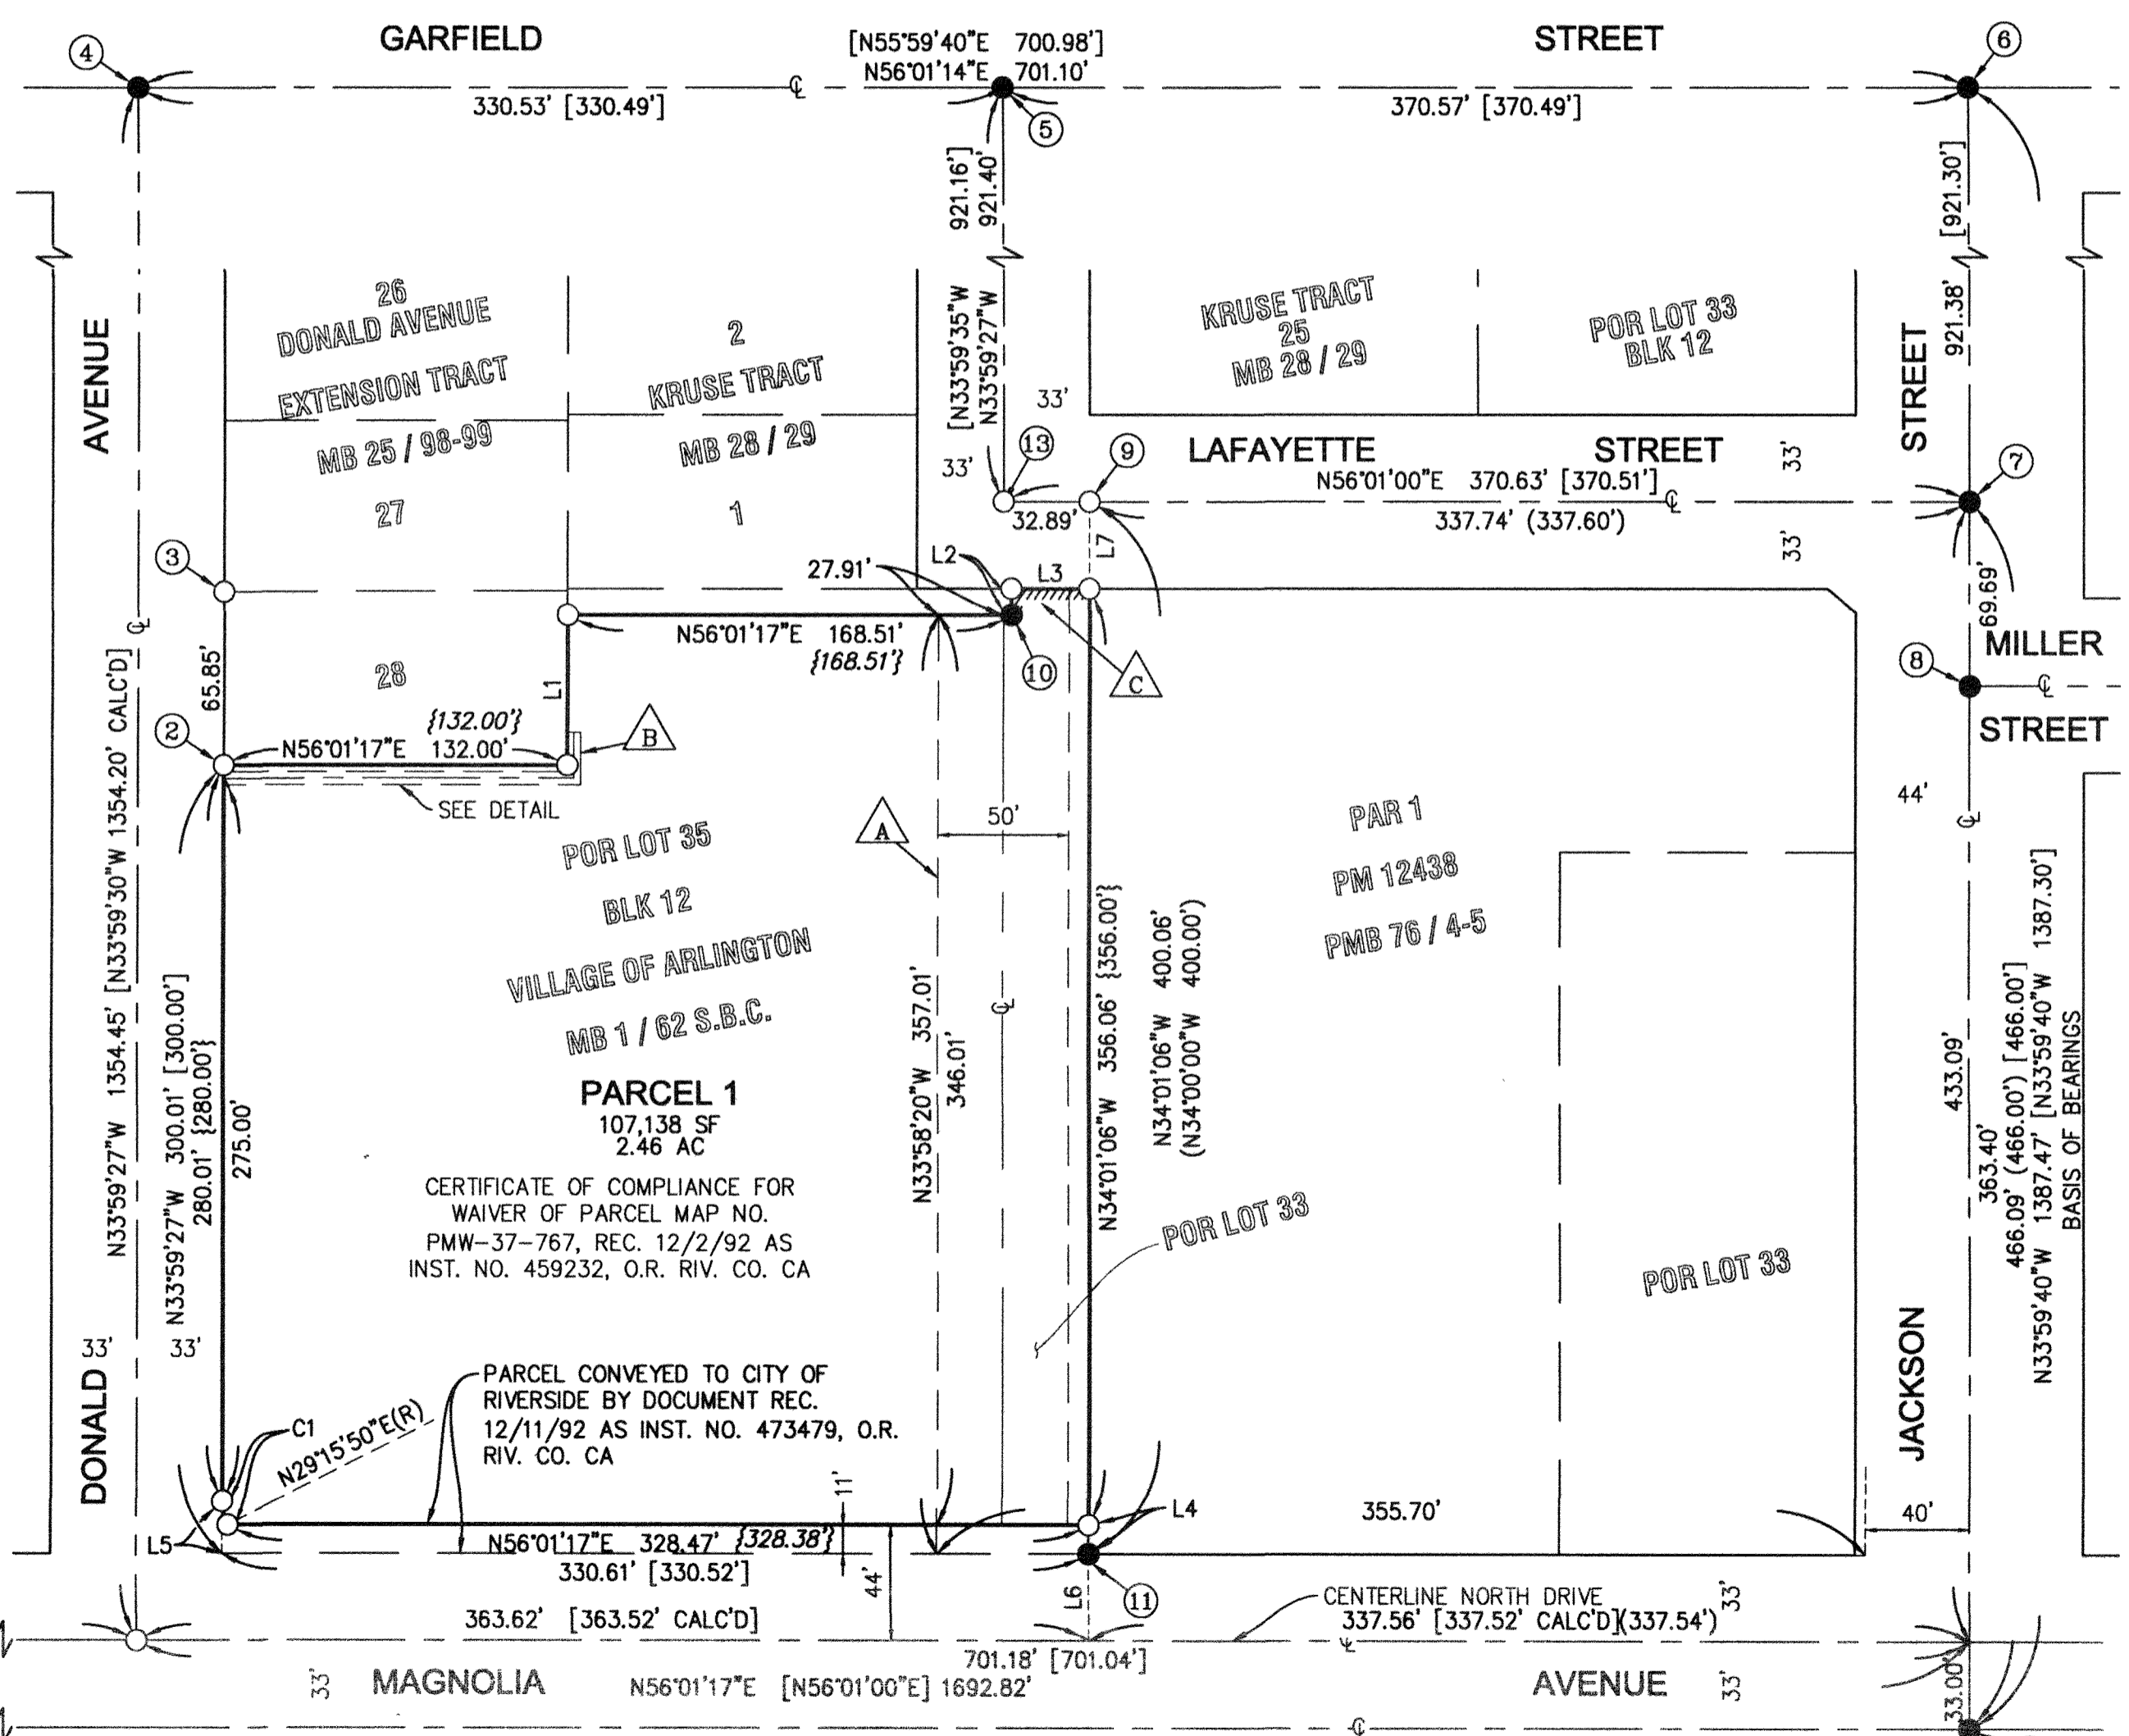 GARFIELD STREET
[N55°59'40"E 700.98']
N56°01'14"E 701.10'
4
5
6
330.53' [330.49']
370.57' [370.49']
[N33°59'35"W 921.16']
N33°59'27"W 921.40'
921.38' [921.30']
26
DONALD AVENUE
EXTENSION TRACT
MB 25 / 98-99
27
28
2
KRUSE TRACT
MB 28 / 29
1
KRUSE TRACT
25
MB 28 / 29
POR LOT 33
BLK 12
33'
33'
13
9
LAFAYETTE STREET
N56°01'00"E 370.63' [370.51']
32.89'
337.74' (337.60')
33'
33'
7
3
L2
27.91'
L3
L7
N56°01'17"E 168.51'
{168.51'}
10
C
65.85'
L1
2
{132.00'}
N56°01'17"E 132.00'
B
SEE DETAIL
A
50'
69.69'
MILLER
STREET
8
44'
POR LOT 35
BLK 12
VILLAGE OF ARLINGTON
MB 1 / 62 S.B.C.
PARCEL 1
107,138 SF
2.46 AC
CERTIFICATE OF COMPLIANCE FOR
WAIVER OF PARCEL MAP NO.
PMW-37-767, REC. 12/2/92 AS
INST. NO. 459232, O.R. RIV. CO. CA
PAR 1
PM 12438
PMB 76 / 4-5
POR LOT 33
POR LOT 33
DONALD AVENUE
33'
33'
N33°59'27"W 1354.45' [N33°59'30"W 1354.20' CALC'D]
N33°59'27"W 300.01' [300.00']
280.01' {280.00'}
275.00'
N33°58'20"W 357.01'
346.01'
N34°01'06"W 356.06' {356.00'}
N34°01'06"W 400.06'
(N34°00'00"W 400.00')
JACKSON STREET
433.09'
363.40'
466.09' (466.00') [466.00']
N33°59'40"W 1387.47' [N33°59'40"W 1387.30']
BASIS OF BEARINGS
PARCEL CONVEYED TO CITY OF
RIVERSIDE BY DOCUMENT REC.
12/11/92 AS INST. NO. 473479, O.R.
RIV. CO. CA
C1
N29°15'50"E(R)
L5
11'
L4
355.70'
40'
N56°01'17"E 328.47' {328.38'}
330.61' [330.52']
44'
L6
11
CENTERLINE NORTH DRIVE
33'
363.62' [363.52' CALC'D]
337.56' [337.52' CALC'D](337.54')
701.18' [701.04']
33'
MAGNOLIA AVENUE
N56°01'17"E [N56°01'00"E] 1692.82'
33'
33.00'